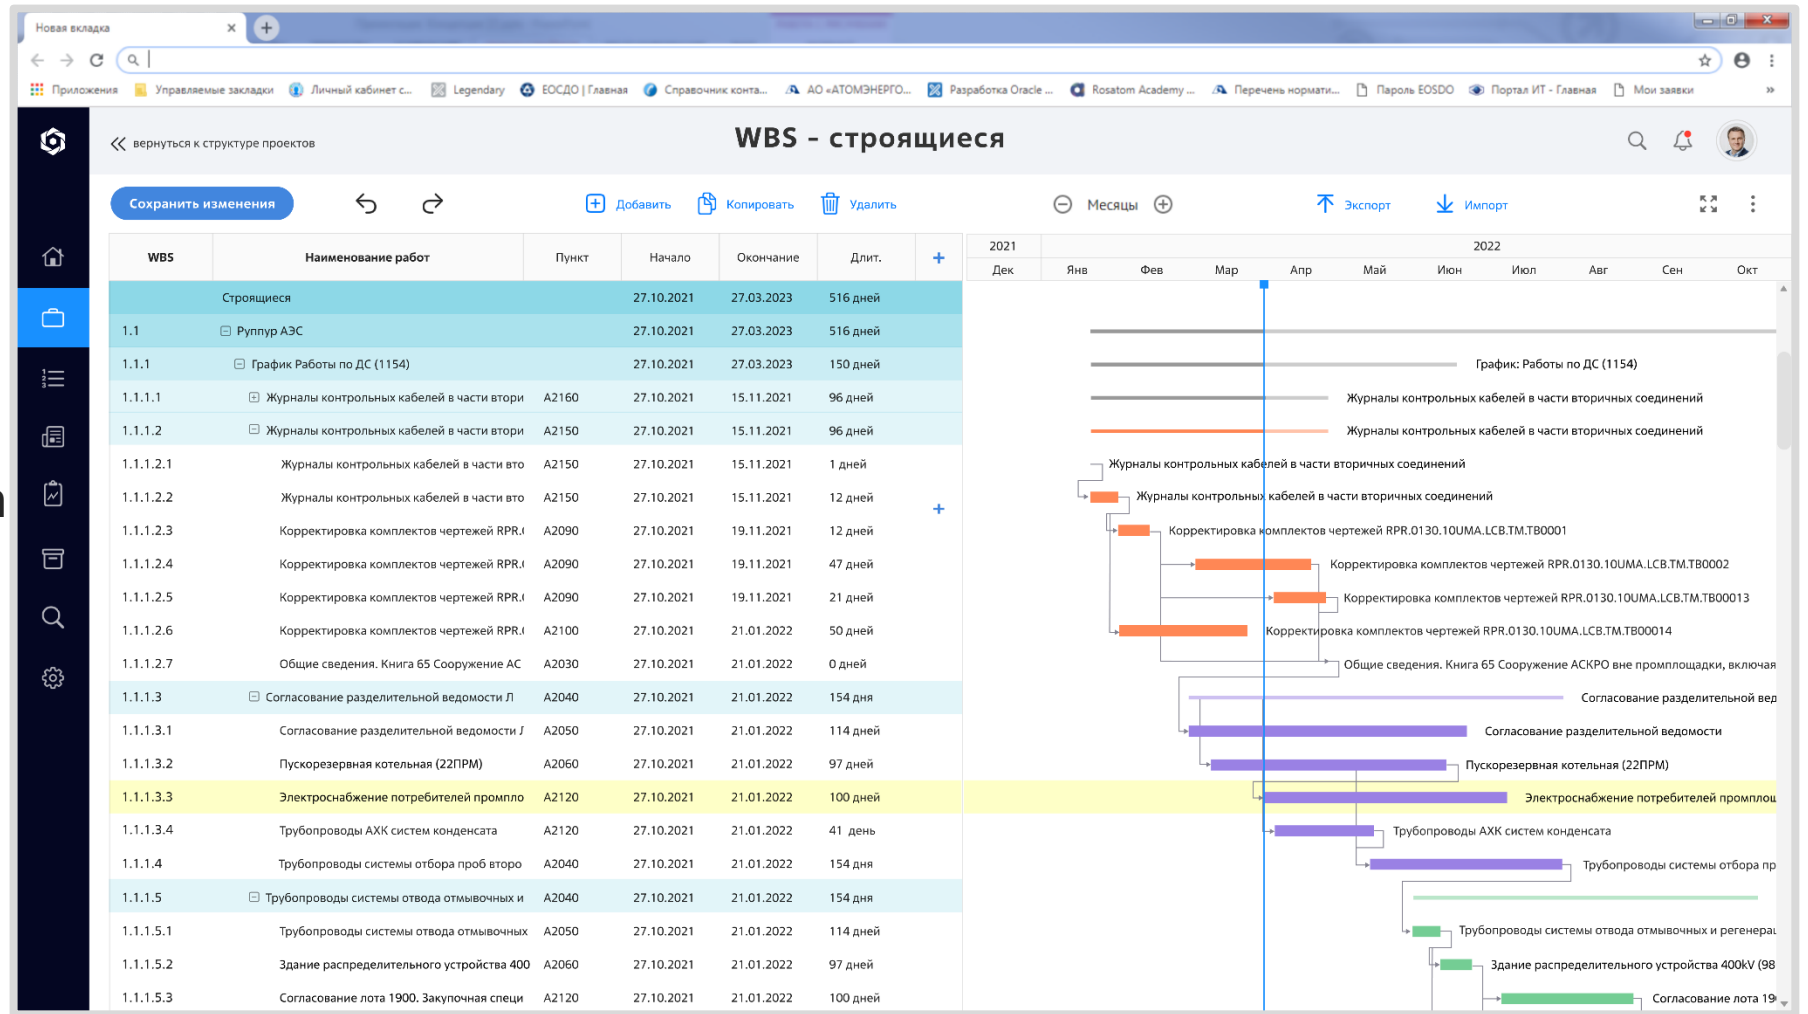 Новая вкладка
Приложения Управляемые закладки Личный кабинет с... Legendary ЕОСДО | Главная Справочник конта... АО «АТОМЭНЕРГО... Разработка Oracle ... Rosatom Academy ... Перечень нормати... Пароль EOSDO Портал ИТ - Главная Мои заявки
вернуться к структуре проектов
WBS - строящиеся
Сохранить изменения Добавить Копировать Удалить Месяцы Экспорт Импорт
WBS Наименование работ Пункт Начало Окончание Длит. +
2021 2022
Дек Янв Фев Мар Апр Май Июн Июл Авг Сен Окт
Строящиеся 27.10.2021 27.03.2023 516 дней
1.1 Руппур АЭС 27.10.2021 27.03.2023 516 дней
1.1.1 График Работы по ДС (1154) 27.10.2021 27.03.2023 150 дней График: Работы по ДС (1154)
1.1.1.1 Журналы контрольных кабелей в части втори A2160 27.10.2021 15.11.2021 96 дней Журналы контрольных кабелей в части вторичных соединений
1.1.1.2 Журналы контрольных кабелей в части втори A2150 27.10.2021 15.11.2021 96 дней Журналы контрольных кабелей в части вторичных соединений
1.1.1.2.1 Журналы контрольных кабелей в части вто A2150 27.10.2021 15.11.2021 1 дней Журналы контрольных кабелей в части вторичных соединений
1.1.1.2.2 Журналы контрольных кабелей в части вто A2150 27.10.2021 15.11.2021 12 дней Журналы контрольных кабелей в части вторичных соединений
1.1.1.2.3 Корректировка комплектов чертежей RPR.( A2090 27.10.2021 19.11.2021 12 дней Корректировка комплектов чертежей RPR.0130.10UMA.LCB.TM.TB0001
1.1.1.2.4 Корректировка комплектов чертежей RPR.( A2090 27.10.2021 19.11.2021 47 дней Корректировка комплектов чертежей RPR.0130.10UMA.LCB.TM.TB0002
1.1.1.2.5 Корректировка комплектов чертежей RPR.( A2090 27.10.2021 19.11.2021 21 дней Корректировка комплектов чертежей RPR.0130.10UMA.LCB.TM.TB00013
1.1.1.2.6 Корректировка комплектов чертежей RPR.( A2100 27.10.2021 21.01.2022 50 дней Корректировка комплектов чертежей RPR.0130.10UMA.LCB.TM.TB00014
1.1.1.2.7 Общие сведения. Книга 65 Сооружение АС A2030 27.10.2021 21.01.2022 0 дней Общие сведения. Книга 65 Сооружение АСКРО вне промплощадки, включая
1.1.1.3 Согласование разделительной ведомости Л A2040 27.10.2021 21.01.2022 154 дня Согласование разделительной вед
1.1.1.3.1 Согласование разделительной ведомости Л A2050 27.10.2021 21.01.2022 114 дней Согласование разделительной ведомости
1.1.1.3.2 Пускорезервная котельная (22ПРМ) A2060 27.10.2021 21.01.2022 97 дней Пускорезервная котельная (22ПРМ)
1.1.1.3.3 Электроснабжение потребителей промпло A2120 27.10.2021 21.01.2022 100 дней Электроснабжение потребителей промплощ
1.1.1.3.4 Трубопроводы АХК систем конденсата A2120 27.10.2021 21.01.2022 41 день Трубопроводы АХК систем конденсата
1.1.1.4 Трубопроводы системы отбора проб второ A2040 27.10.2021 21.01.2022 154 дня Трубопроводы системы отбора пр
1.1.1.5 Трубопроводы системы отвода отмывочных и A2040 27.10.2021 21.01.2022 154 дня
1.1.1.5.1 Трубопроводы системы отвода отмывочных A2050 27.10.2021 21.01.2022 114 дней Трубопроводы системы отвода отмывочных и регенерац
1.1.1.5.2 Здание распределительного устройства 400 A2060 27.10.2021 21.01.2022 97 дней Здание распределительного устройства 400kV (98
1.1.1.5.3 Согласование лота 1900. Закупочная специ A2120 27.10.2021 21.01.2022 100 дней Согласование лота 19